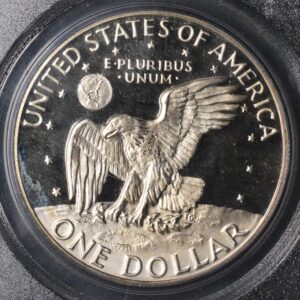 UNITED STATES OF AMERICA
E·PLURIBUS
·UNUM·
ONE DOLLAR